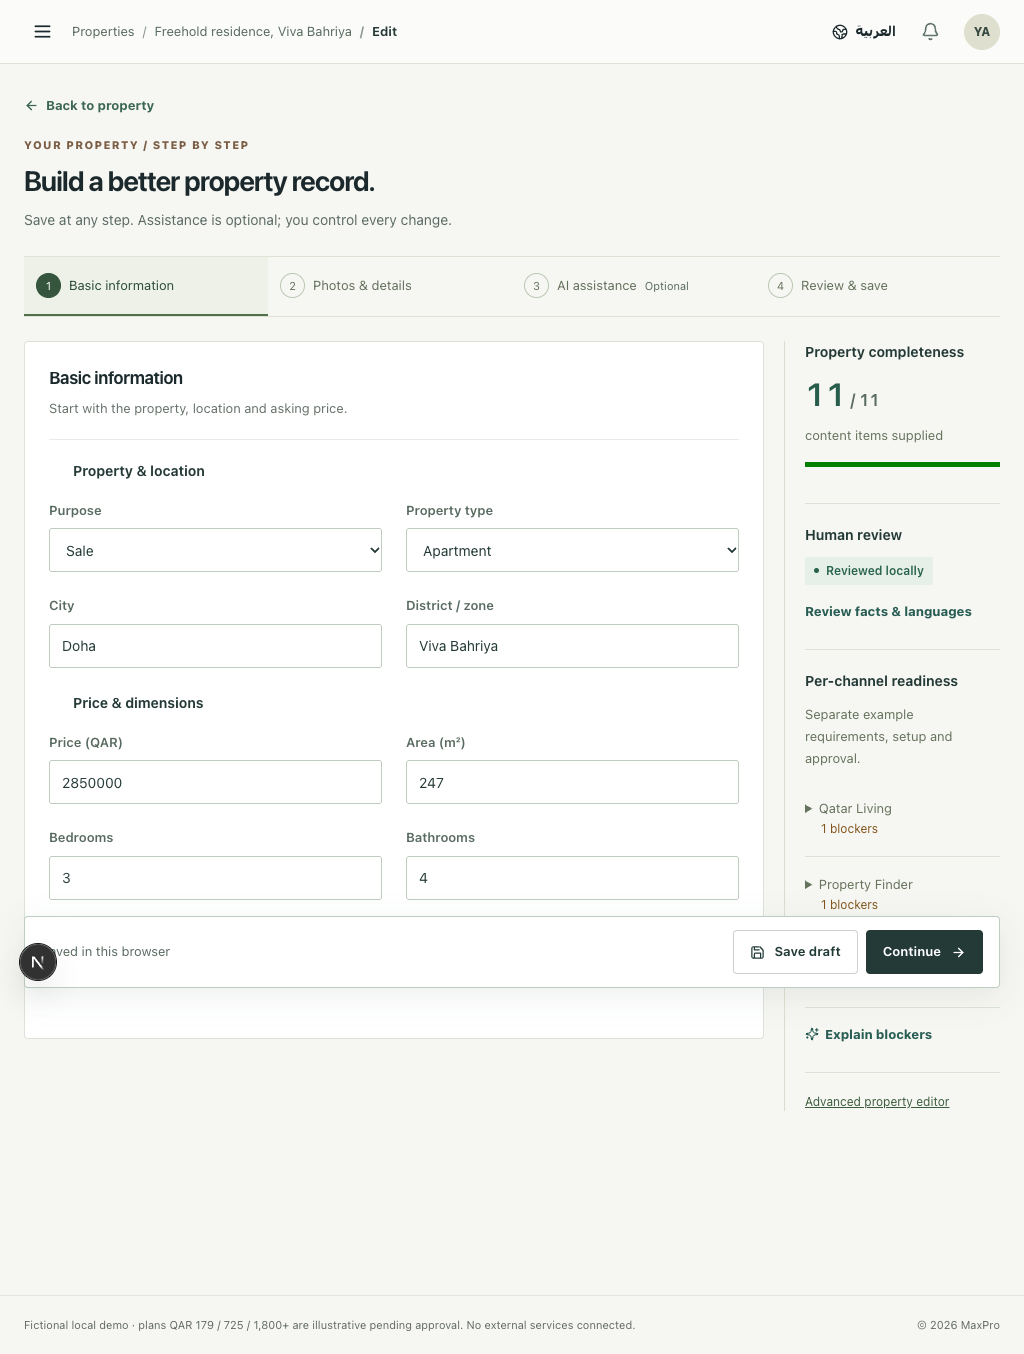 Properties / Freehold residence, Viva Bahriya / Edit
العربية
YA
Back to property
YOUR PROPERTY / STEP BY STEP
Build a better property record.
Save at any step. Assistance is optional; you control every change.
1 Basic information
2 Photos & details
3 AI assistance Optional
4 Review & save
Basic information
Start with the property, location and asking price.
Property & location
Purpose
Sale
Property type
Apartment
City
Doha
District / zone
Viva Bahriya
Price & dimensions
Price (QAR)
2850000
Area (m²)
247
Bedrooms
3
Bathrooms
4
in this browser
N
Save draft
Continue
Property completeness
11 / 11
content items supplied
Human review
Reviewed locally
Review facts & languages
Per-channel readiness
Separate example
requirements, setup and
approval.
Qatar Living
1 blockers
Property Finder
1 blockers
Explain blockers
Advanced property editor
Fictional local demo · plans QAR 179 / 725 / 1,800+ are illustrative pending approval. No external services connected.
© 2026 MaxPro